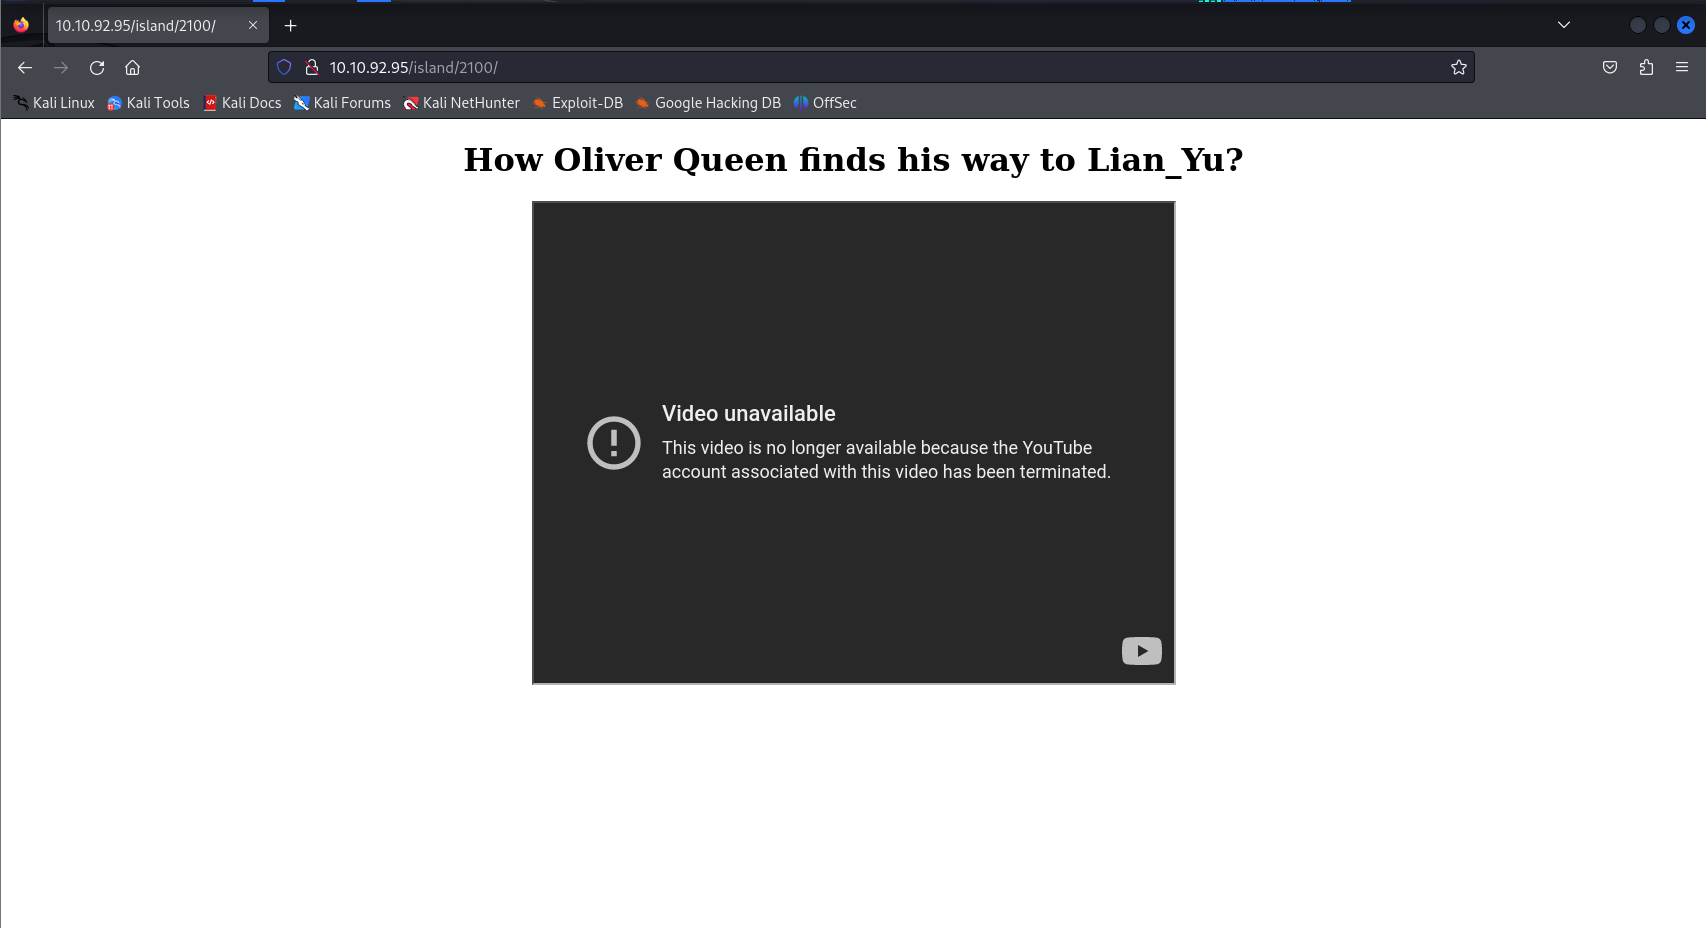 10.10.92.95/island/2100/
10.10.92.95/island/2100/
Kali Linux Kali Tools Kali Docs Kali Forums Kali NetHunter Exploit-DB Google Hacking DB OffSec
How Oliver Queen finds his way to Lian_Yu?
Video unavailable
This video is no longer available because the YouTube
account associated with this video has been terminated.